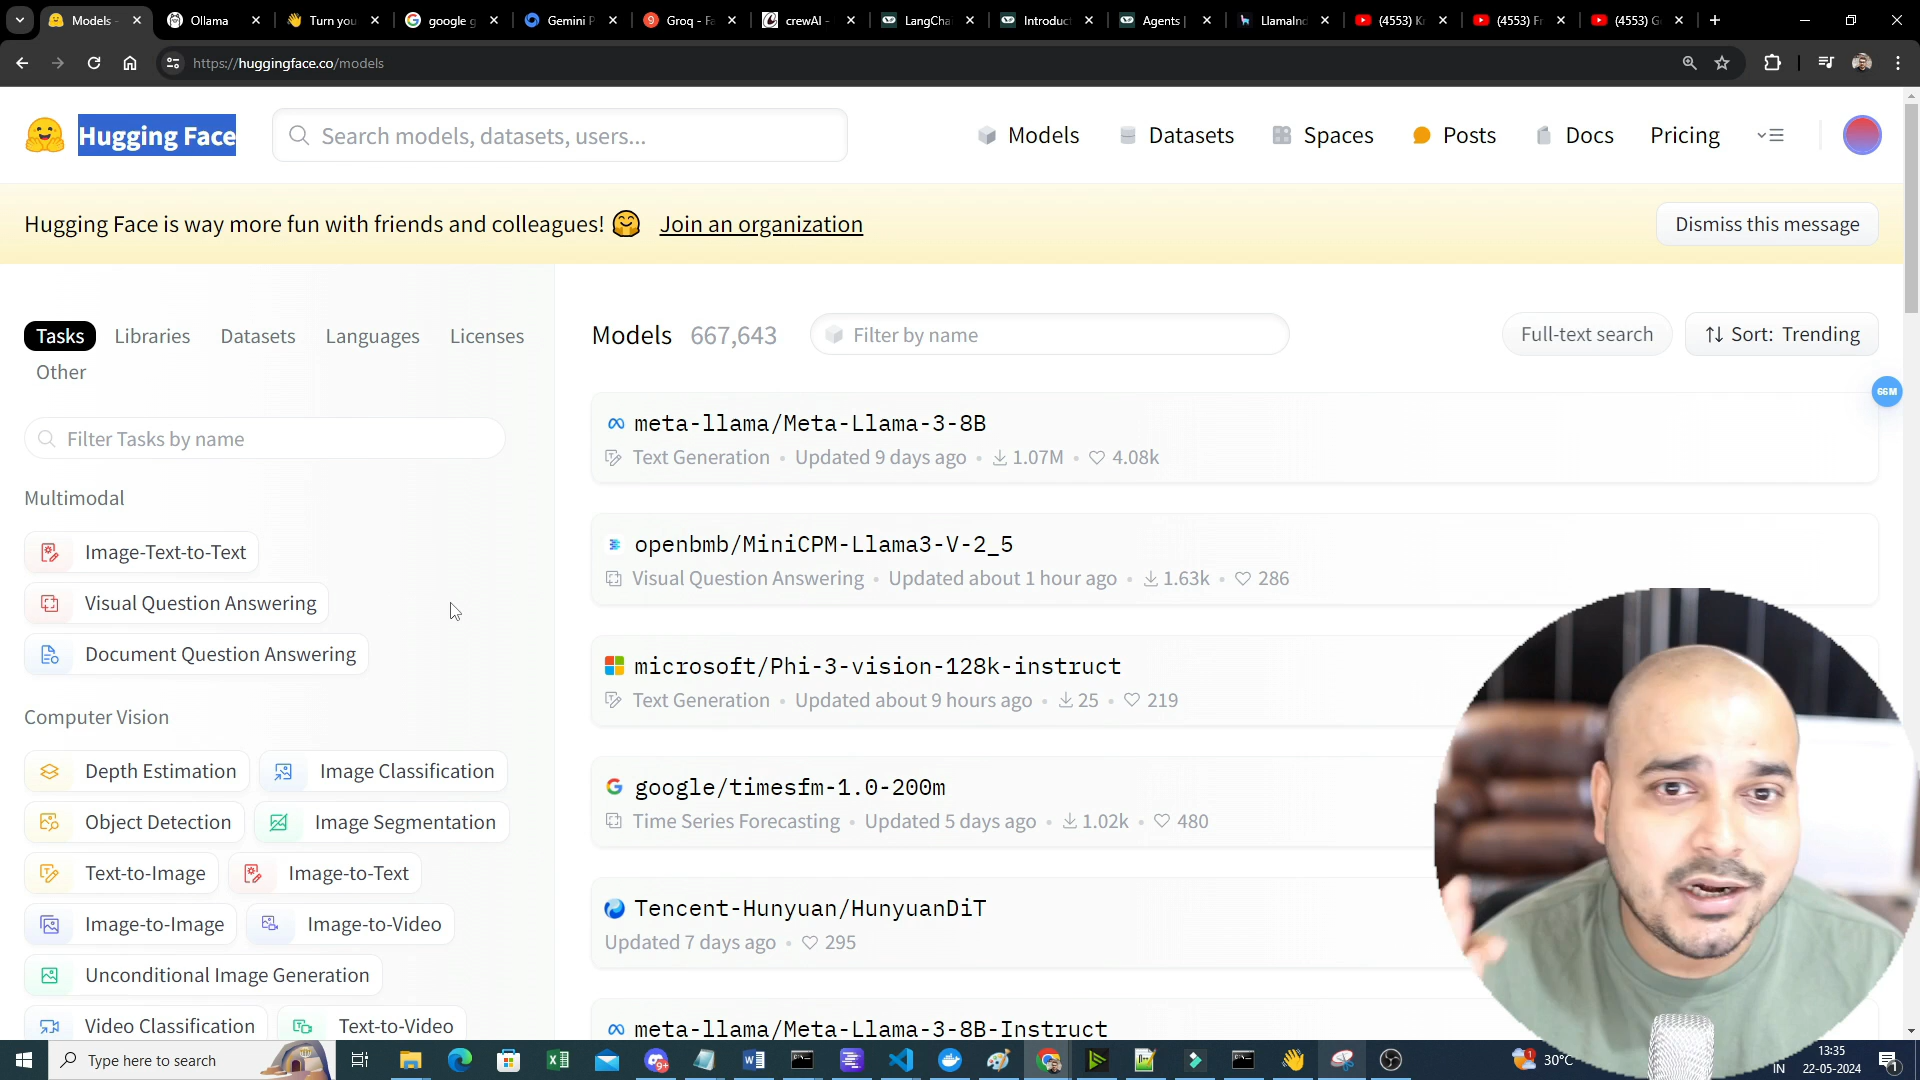 Models -
Ollama
Turn you
google g
Gemini P
Groq - Fa
crewAI -
LangCha
Introduct
Agents |
LlamaInd
(4553) Kr
(4553) Fr
(4553) G
https://huggingface.co/models
Hugging Face
Search models, datasets, users...
Models
Datasets
Spaces
Posts
Docs
Pricing
Hugging Face is way more fun with friends and colleagues! 🤗 Join an organization
Dismiss this message
Tasks
Libraries
Datasets
Languages
Licenses
Other
Filter Tasks by name
Multimodal
Image-Text-to-Text
Visual Question Answering
Document Question Answering
Computer Vision
Depth Estimation
Image Classification
Object Detection
Image Segmentation
Text-to-Image
Image-to-Text
Image-to-Image
Image-to-Video
Unconditional Image Generation
Video Classification
Text-to-Video
Models 667,643
Filter by name
Full-text search
Sort: Trending
66M
meta-llama/Meta-Llama-3-8B
Text Generation • Updated 9 days ago • 1.07M • 4.08k
openbmb/MiniCPM-Llama3-V-2_5
Visual Question Answering • Updated about 1 hour ago • 1.63k • 286
microsoft/Phi-3-vision-128k-instruct
Text Generation • Updated about 9 hours ago • 25 • 219
google/timesfm-1.0-200m
Time Series Forecasting • Updated 5 days ago • 1.02k • 480
Tencent-Hunyuan/HunyuanDiT
Updated 7 days ago • 295
meta-llama/Meta-Llama-3-8B-Instruct
Type here to search
9+
1
30°C
IN
13:35
22-05-2024
1